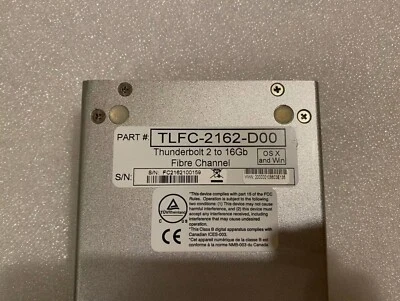 PART #: TLFC-2162-D00
Thunderbolt 2 to 16Gb
Fibre Channel
OS X
and Win
S/N:
S/N: FC2162100159
"This device complies with part 15 of the FCC
Rules. Operation is subject to the following
two conditions: (1) This device may not cause
harmful interference, and (2) this device must
accept any interference received, including
interference that may cause undesired
operation."
"This Class B digital apparatus complies with
Canadian ICES-003.
"Cet appareil numérique de la classe B est
conforme à la norme NMB-003 du Canada.